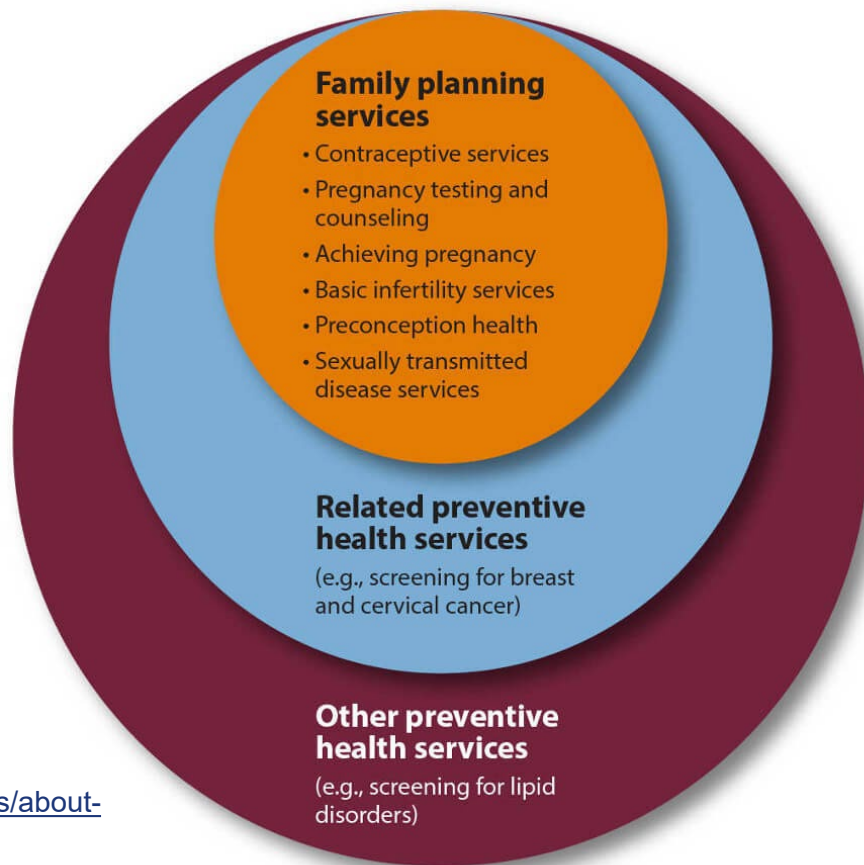 Family planning
services
• Contraceptive services
• Pregnancy testing and
counseling
• Achieving pregnancy
• Basic infertility services
• Preconception health
• Sexually transmitted
disease services
Related preventive
health services
(e.g., screening for breast
and cervical cancer)
Other preventive
health services
(e.g., screening for lipid
disorders)
s/about-